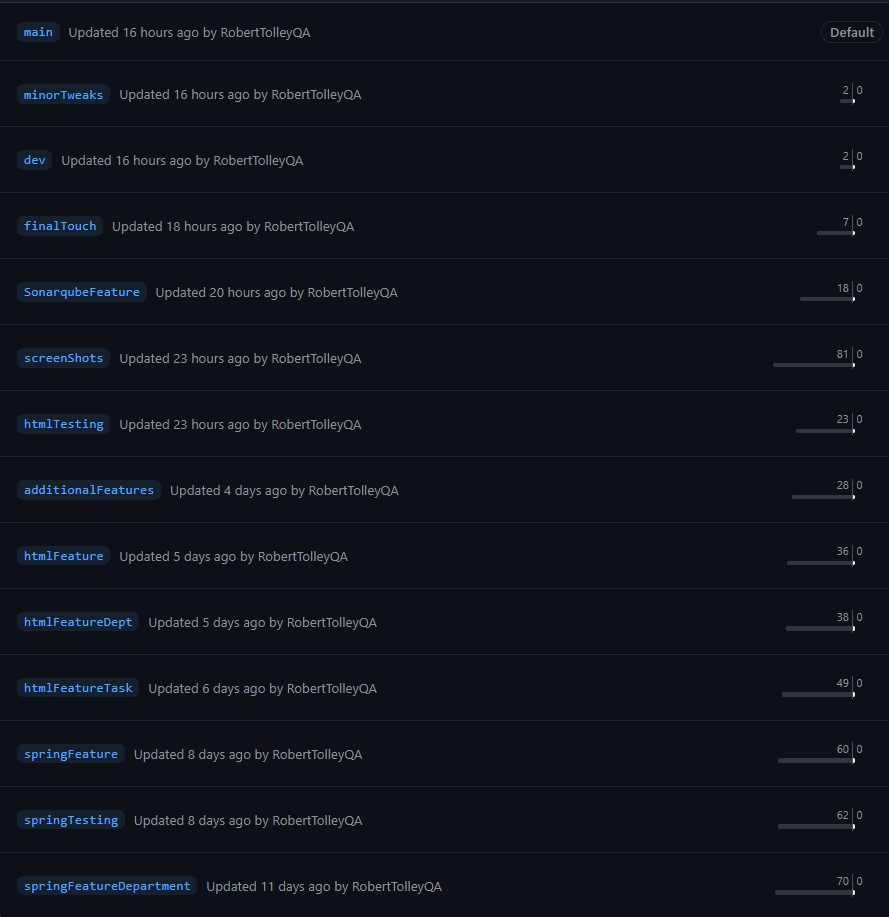 main Updated 16 hours ago by RobertTolleyQA Default
minorTweaks Updated 16 hours ago by RobertTolleyQA 2 0
dev Updated 16 hours ago by RobertTolleyQA 2 0
finalTouch Updated 18 hours ago by RobertTolleyQA 7 0
SonarqubeFeature Updated 20 hours ago by RobertTolleyQA 18 0
screenShots Updated 23 hours ago by RobertTolleyQA 81 0
htmlTesting Updated 23 hours ago by RobertTolleyQA 23 0
additionalFeatures Updated 4 days ago by RobertTolleyQA 28 0
htmlFeature Updated 5 days ago by RobertTolleyQA 36 0
htmlFeatureDept Updated 5 days ago by RobertTolleyQA 38 0
htmlFeatureTask Updated 6 days ago by RobertTolleyQA 49 0
springFeature Updated 8 days ago by RobertTolleyQA 60 0
springTesting Updated 8 days ago by RobertTolleyQA 62 0
springFeatureDepartment Updated 11 days ago by RobertTolleyQA 70 0